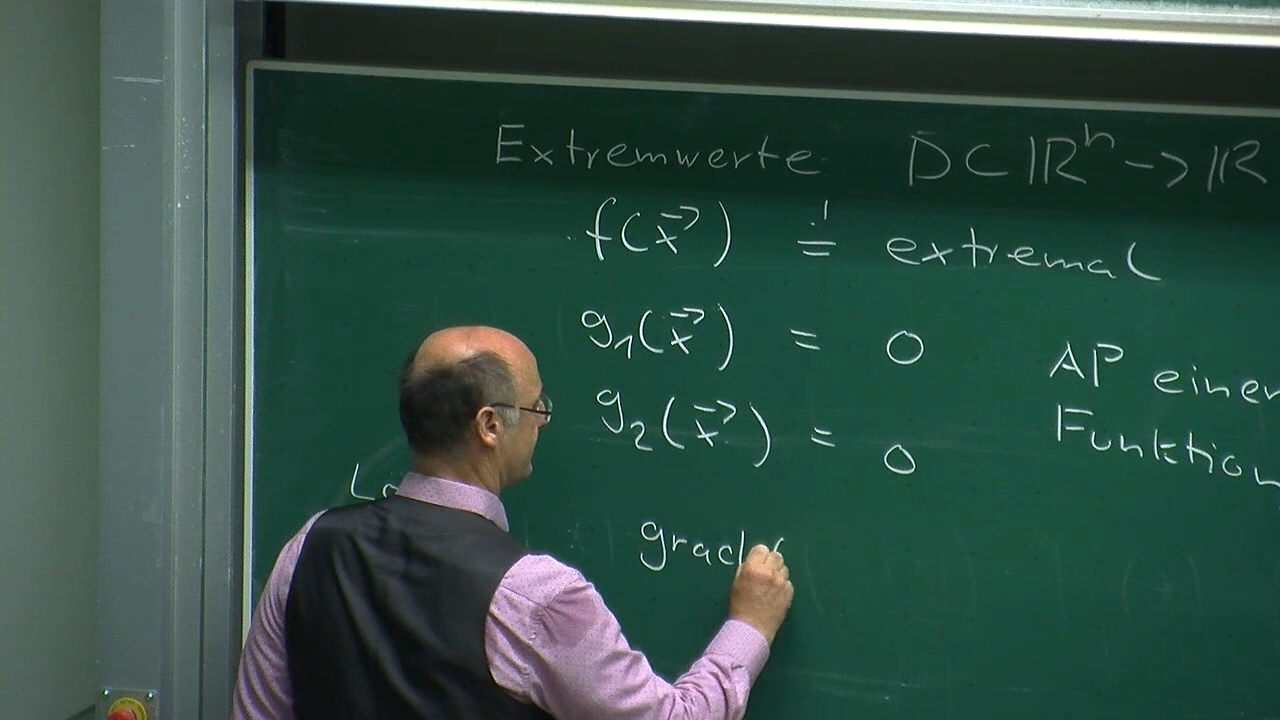 Extremwerte D ⊂ ℝⁿ → ℝ
f(x⃗) =! extremal
g₁(x⃗) = 0
g₂(x⃗) = 0
AP einer
Funktion
grad f